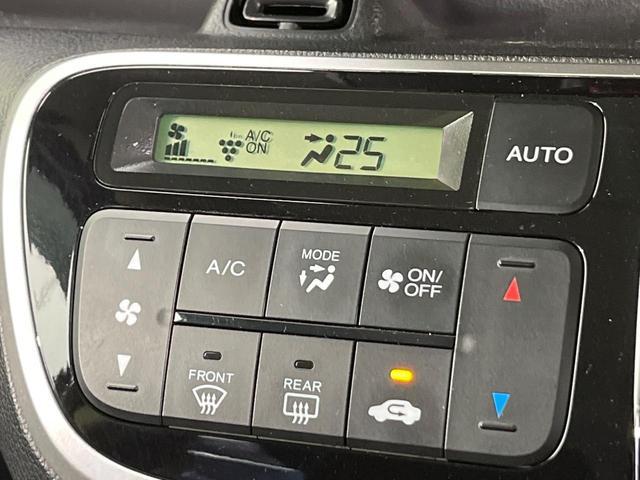 A/C
ON
25
AUTO
A/C
MODE
ON/
OFF
FRONT
REAR